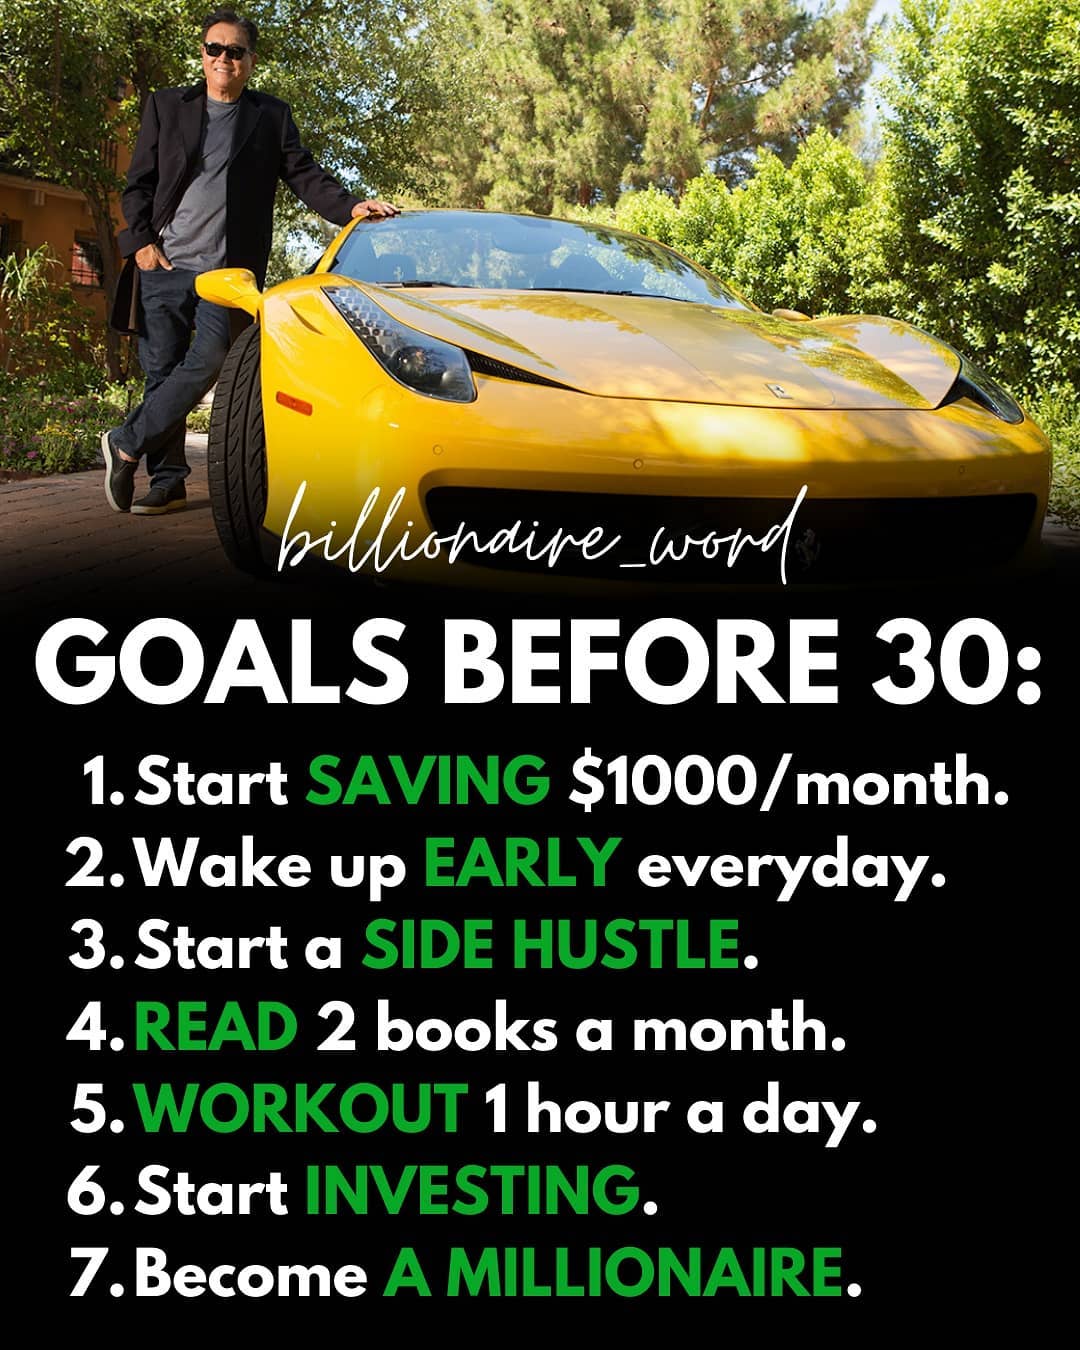 billionaire_word
GOALS BEFORE 30:
1. Start SAVING $1000/month.
2. Wake up EARLY everyday.
3. Start a SIDE HUSTLE.
4. READ 2 books a month.
5. WORKOUT 1 hour a day.
6. Start INVESTING.
7. Become A MILLIONAIRE.